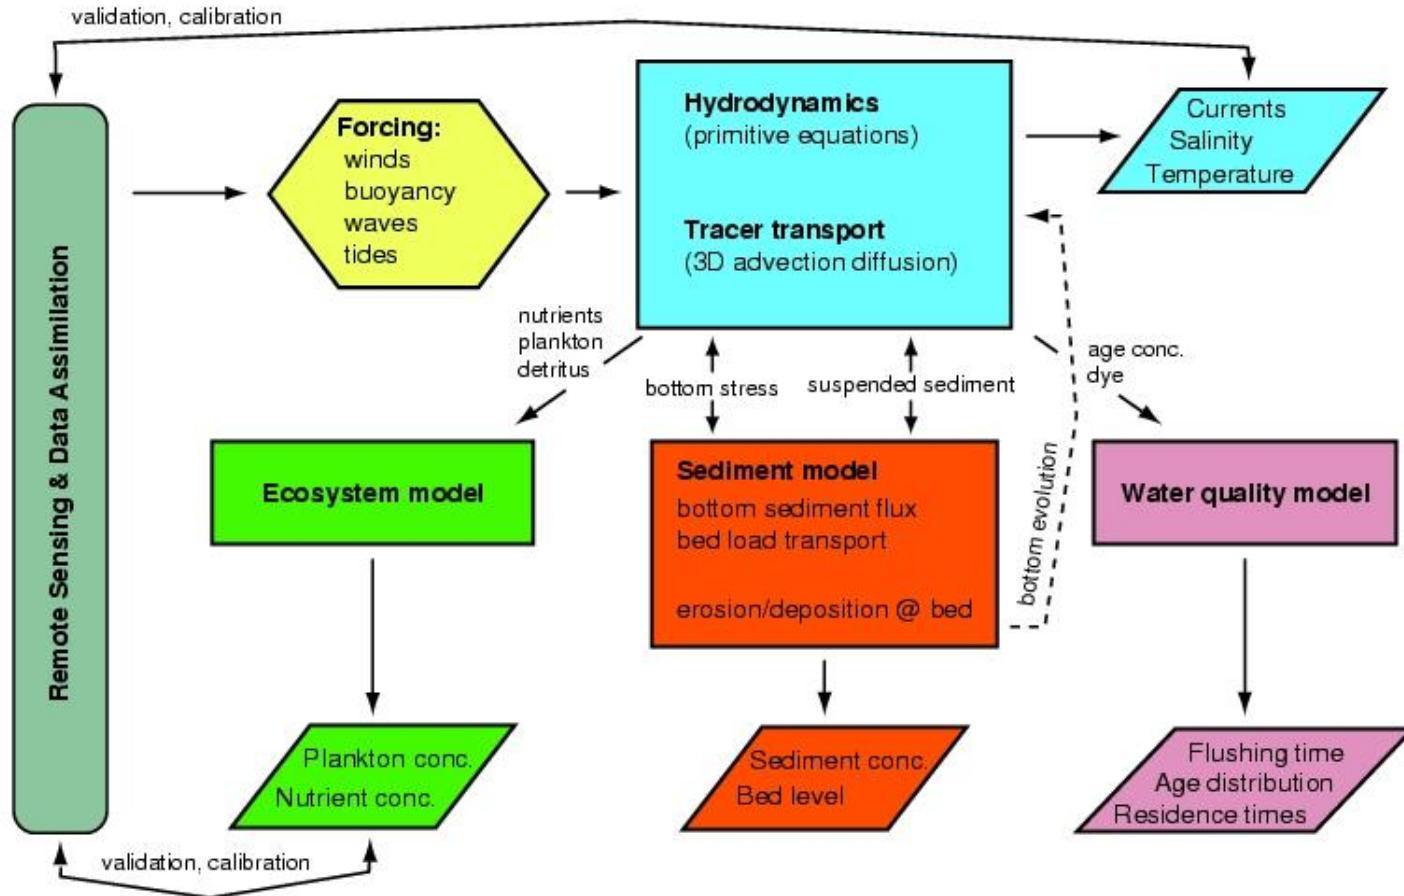 validation, calibration
Remote Sensing & Data Assimilation
Forcing:
winds
buoyancy
waves
tides
Hydrodynamics
(primitive equations)
Tracer transport
(3D advection diffusion)
Currents
Salinity
Temperature
nutrients
plankton
detritus
bottom stress
suspended sediment
age conc.
dye
bottom evolution
Ecosystem model
Sediment model
bottom sediment flux
bed load transport
erosion/deposition @ bed
Water quality model
Plankton conc.
Nutrient conc.
Sediment conc.
Bed level
Flushing time
Age distribution
Residence times
validation, calibration